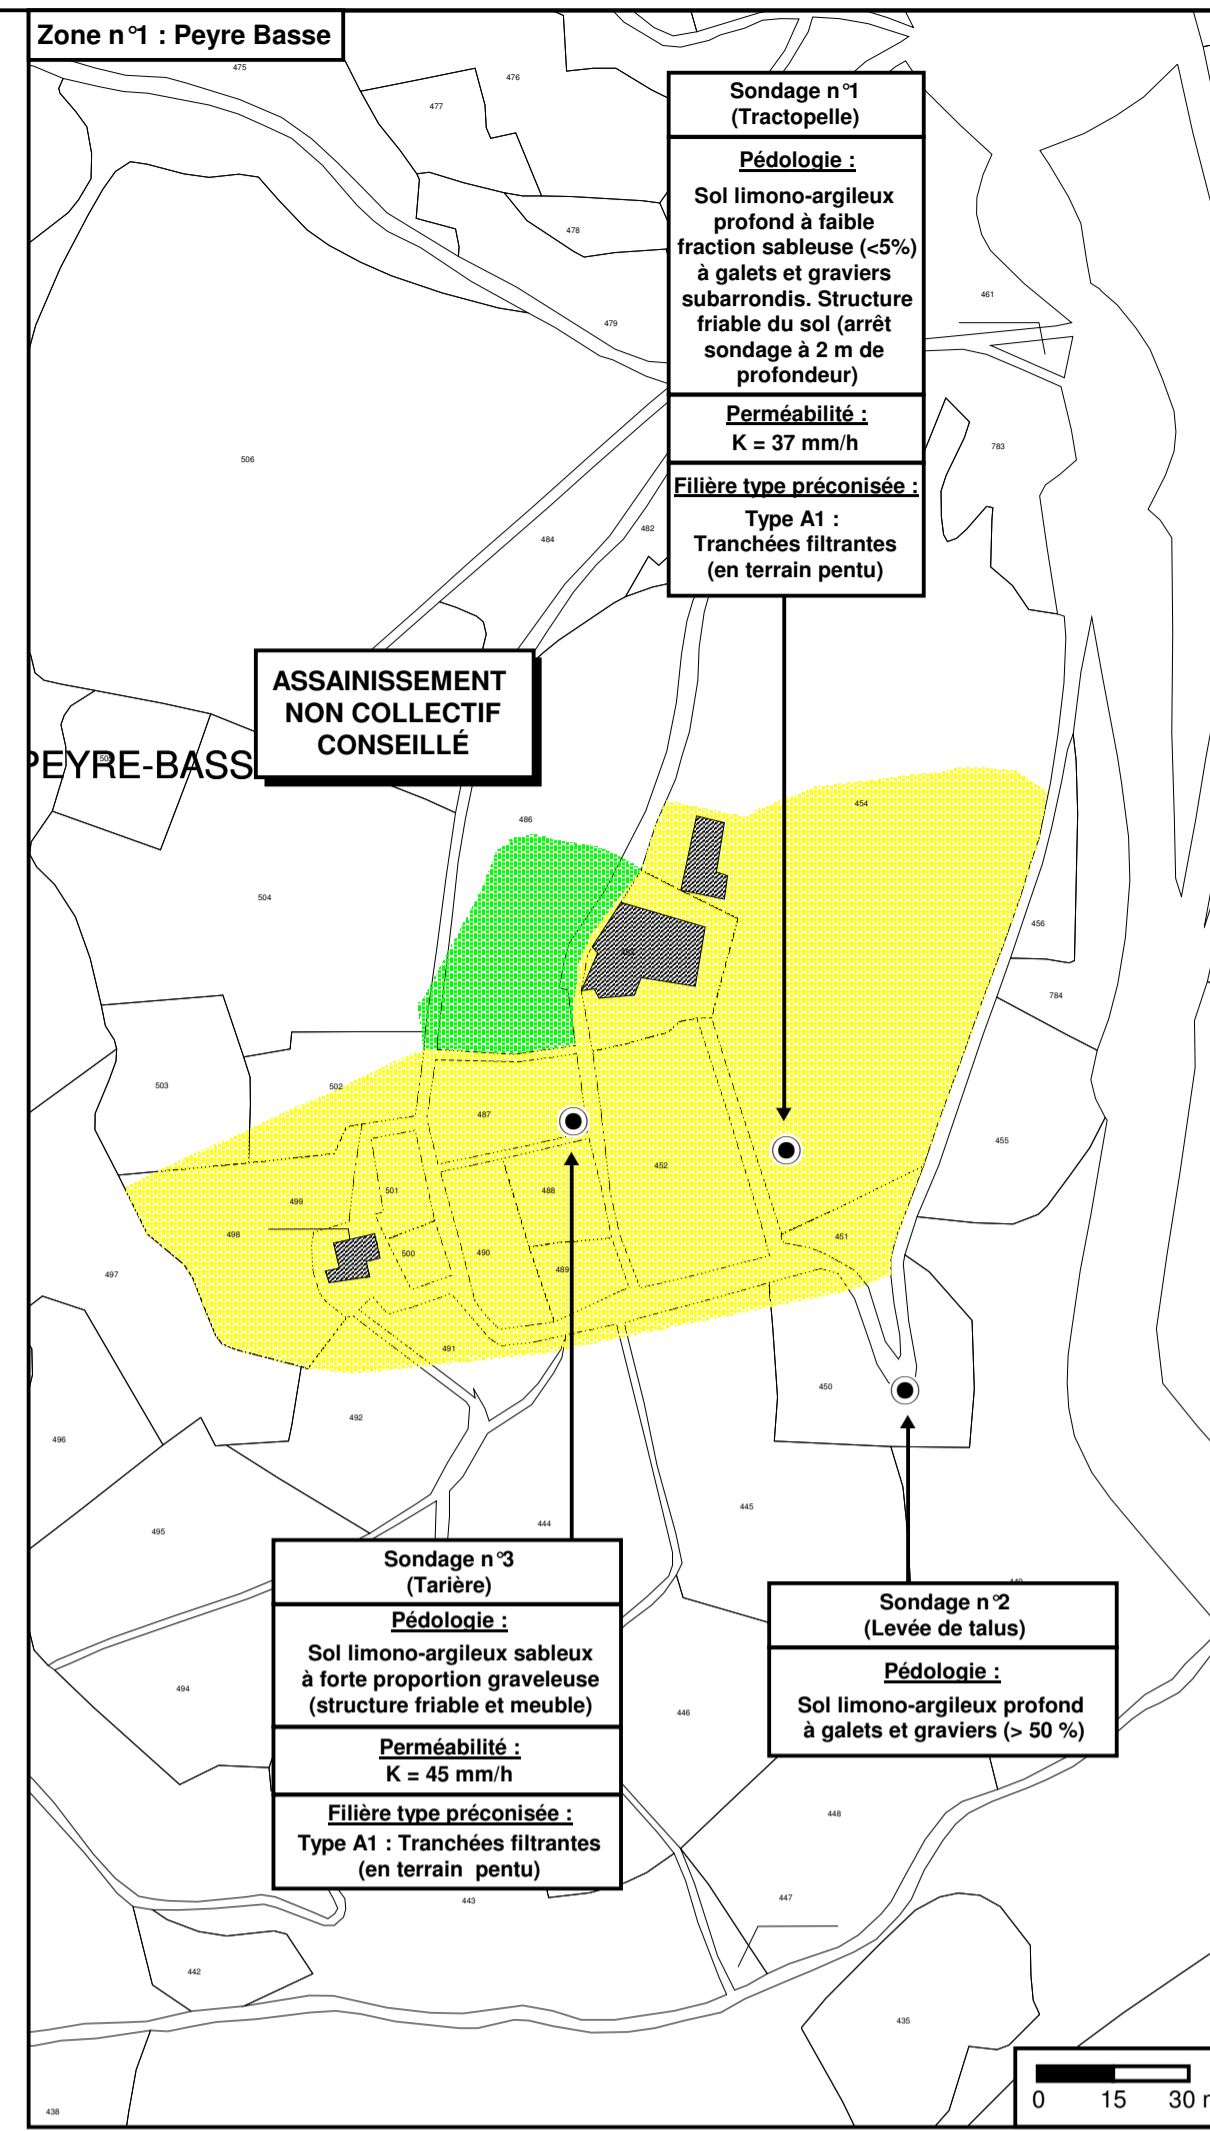 Zone n°1 : Peyre Basse
475
476
477
478
479
461
Sondage n°1
(Tractopelle)
Pédologie :
Sol limono-argileux
profond à faible
fraction sableuse (<5%)
à galets et graviers
subarrondis. Structure
friable du sol (arrêt
sondage à 2 m de
profondeur)
Perméabilité :
K = 37 mm/h
Filière type préconisée :
Type A1 :
Tranchées filtrantes
(en terrain pentu)
506
783
484
482
ASSAINISSEMENT
NON COLLECTIF
CONSEILLÉ
PEYRE-BASS
486
454
504
456
784
503
502
487
455
452
501
488
499
498
500
490
489
451
497
491
450
492
496
495
444
445
Sondage n°3
(Tarière)
Pédologie :
Sol limono-argileux sableux
à forte proportion graveleuse
(structure friable et meuble)
Perméabilité :
K = 45 mm/h
Filière type préconisée :
Type A1 : Tranchées filtrantes
(en terrain pentu)
Sondage n°2
(Levée de talus)
Pédologie :
Sol limono-argileux profond
à galets et graviers (> 50 %)
494
446
448
447
443
442
435
438
0 15 30